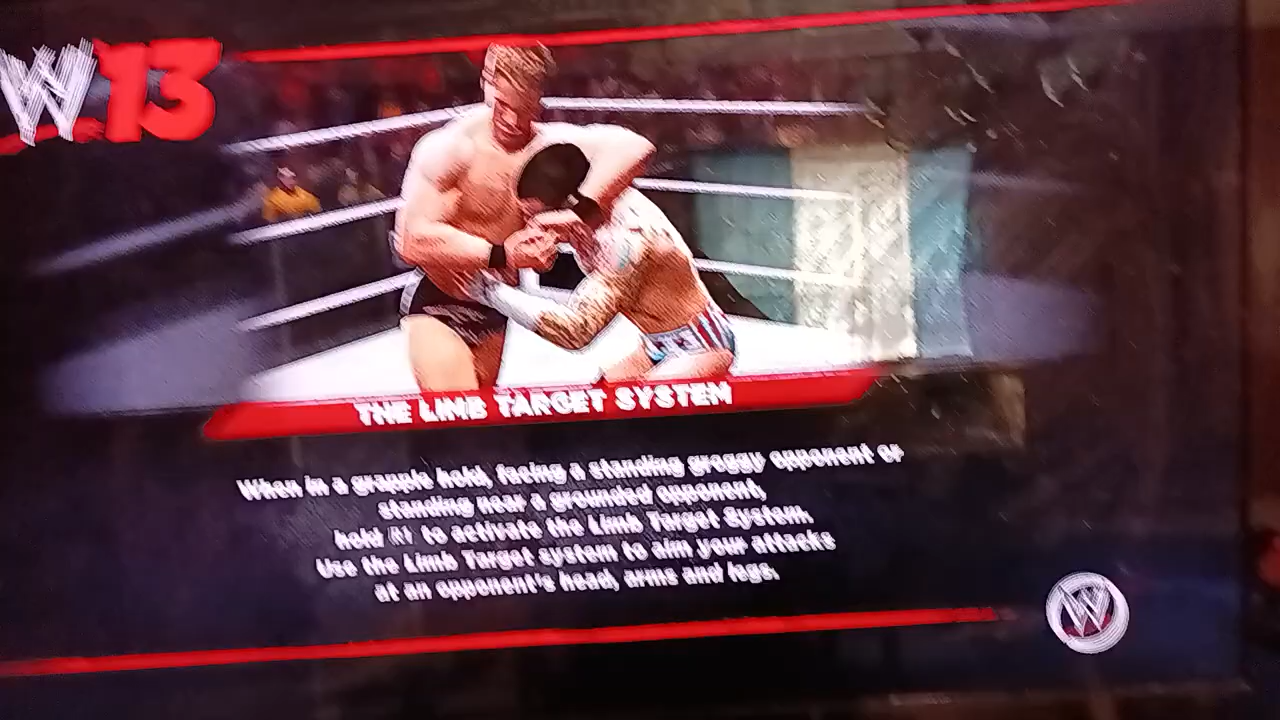 W13
THE LIMB TARGET SYSTEM
When in a grapple hold, facing a standing groggy opponent or
standing near a grounded opponent,
hold R1 to activate the Limb Target System.
Use the Limb Target system to aim your attacks
at an opponent's head, arms and legs.
W